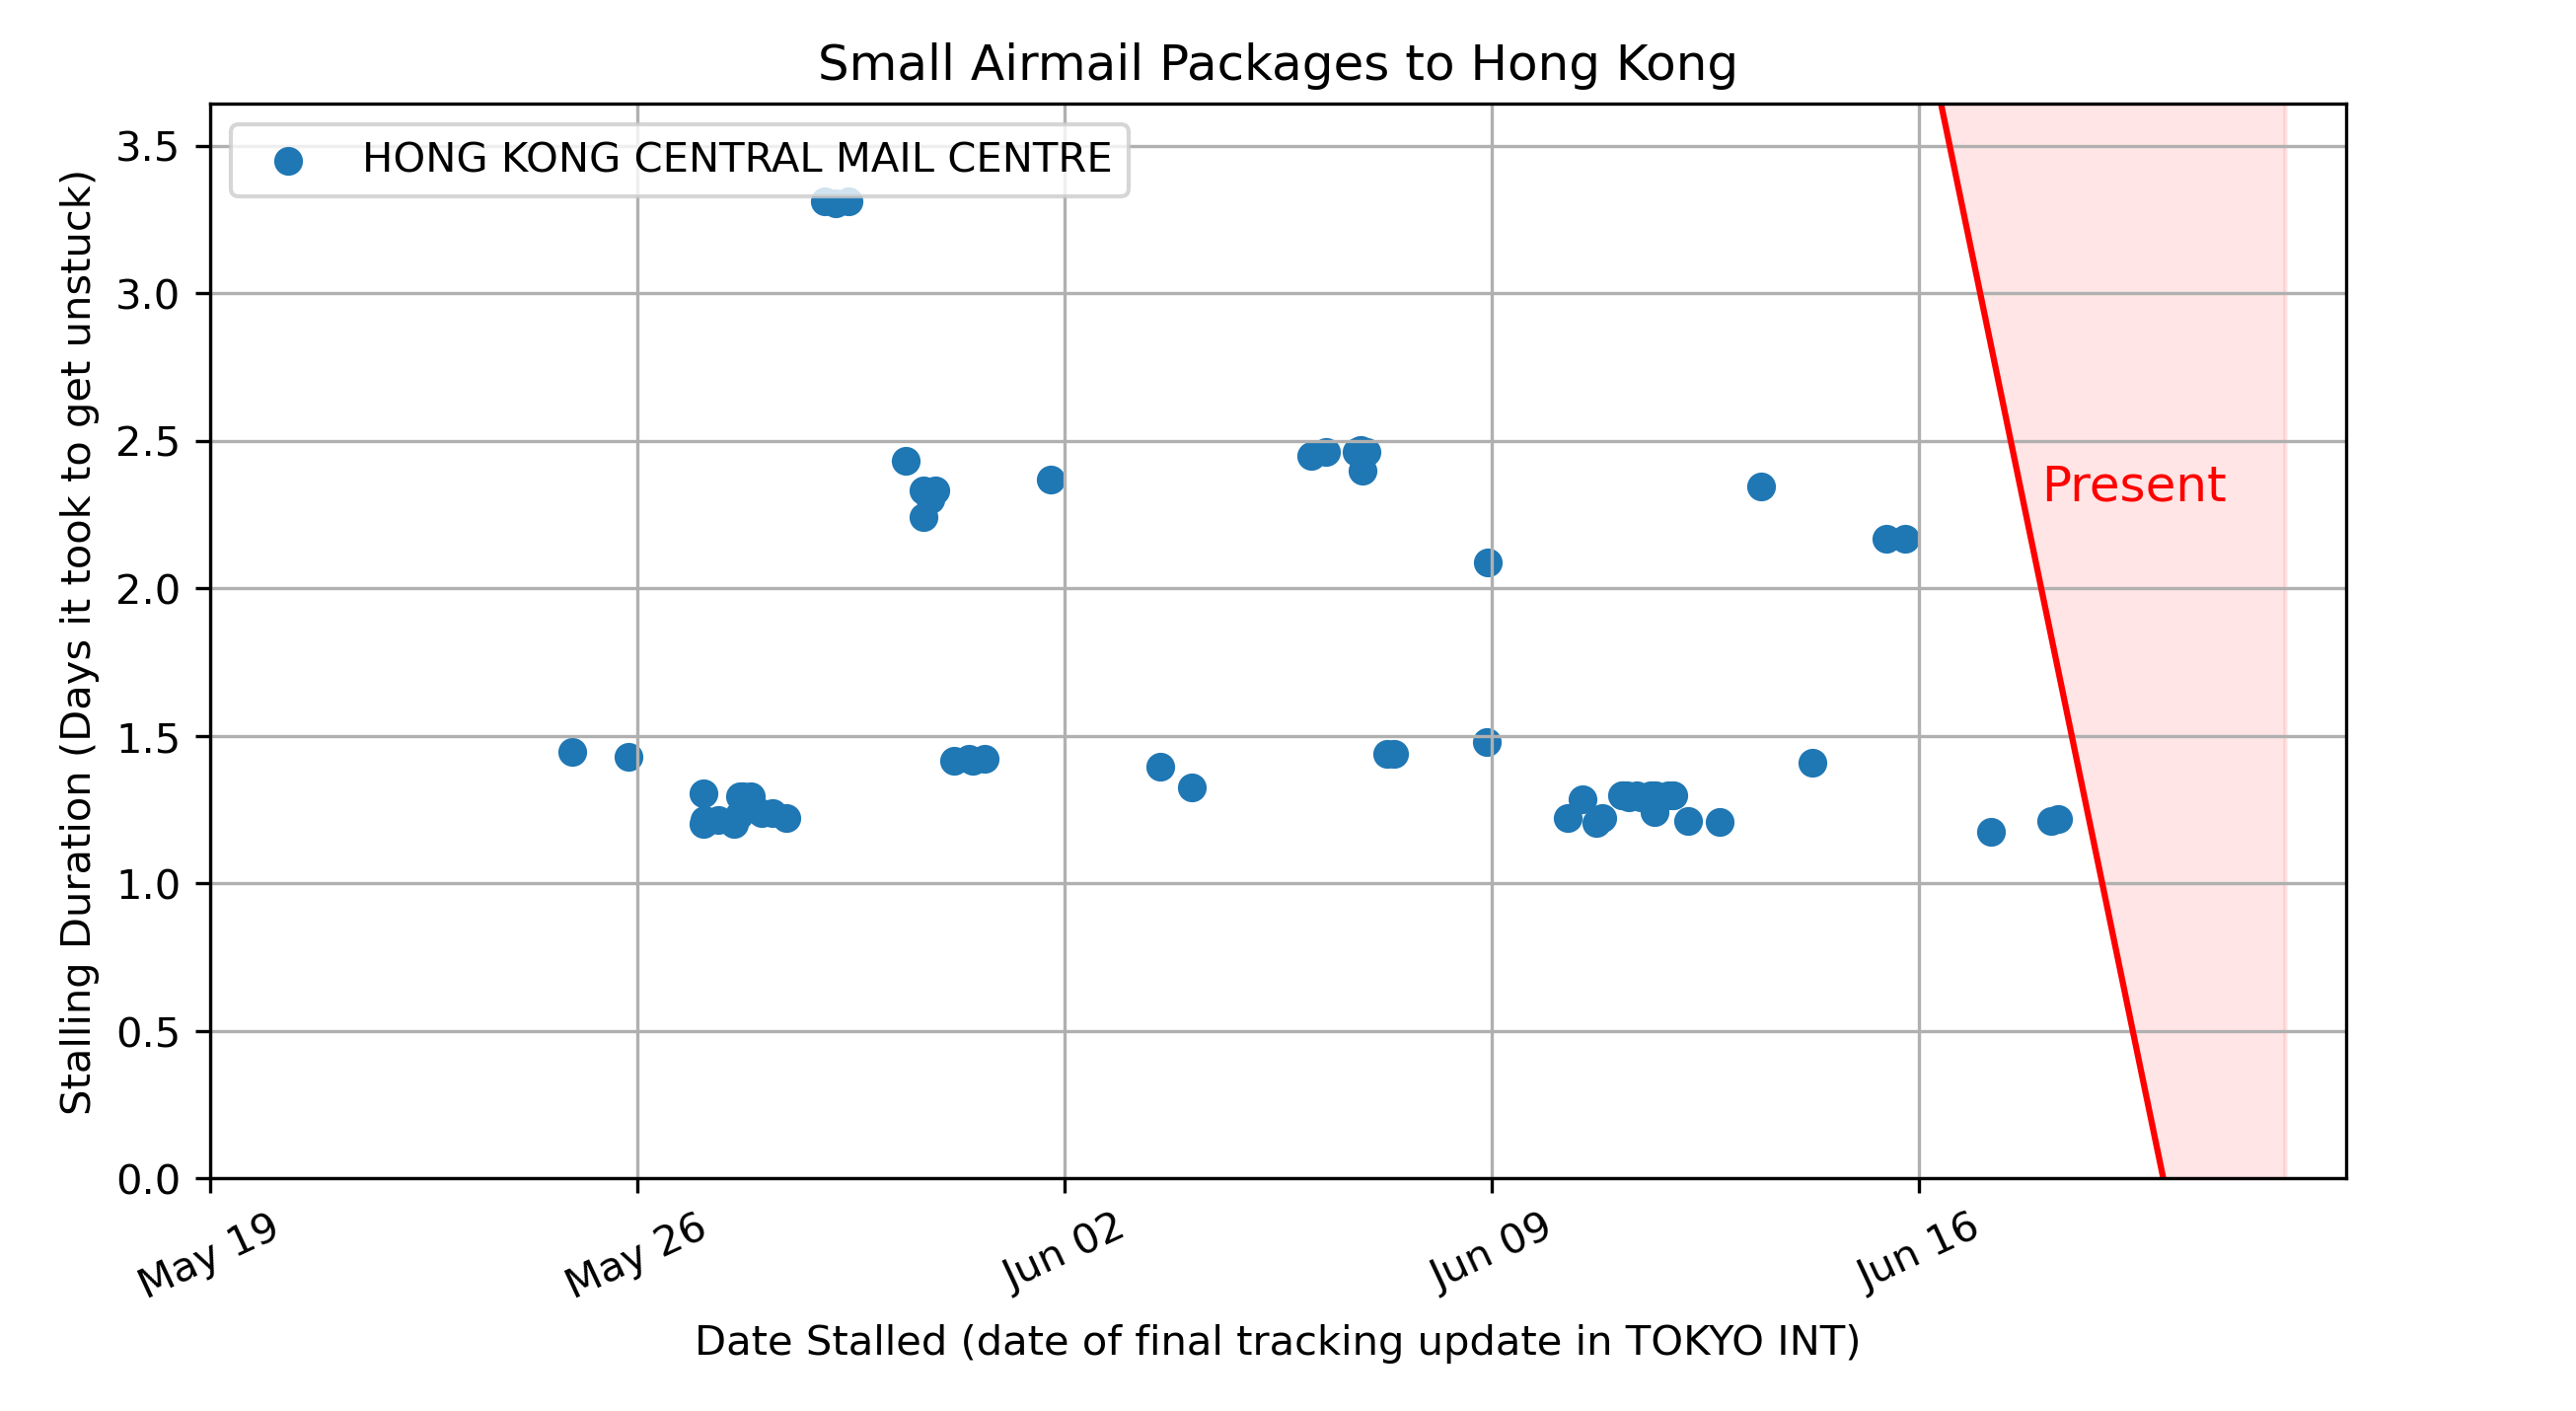 Small Airmail Packages to Hong Kong
HONG KONG CENTRAL MAIL CENTRE
Stalling Duration (Days it took to get unstuck)
3.5
3.0
2.5
2.0
1.5
1.0
0.5
0.0
Present
May 19
May 26
Jun 02
Jun 09
Jun 16
Date Stalled (date of final tracking update in TOKYO INT)